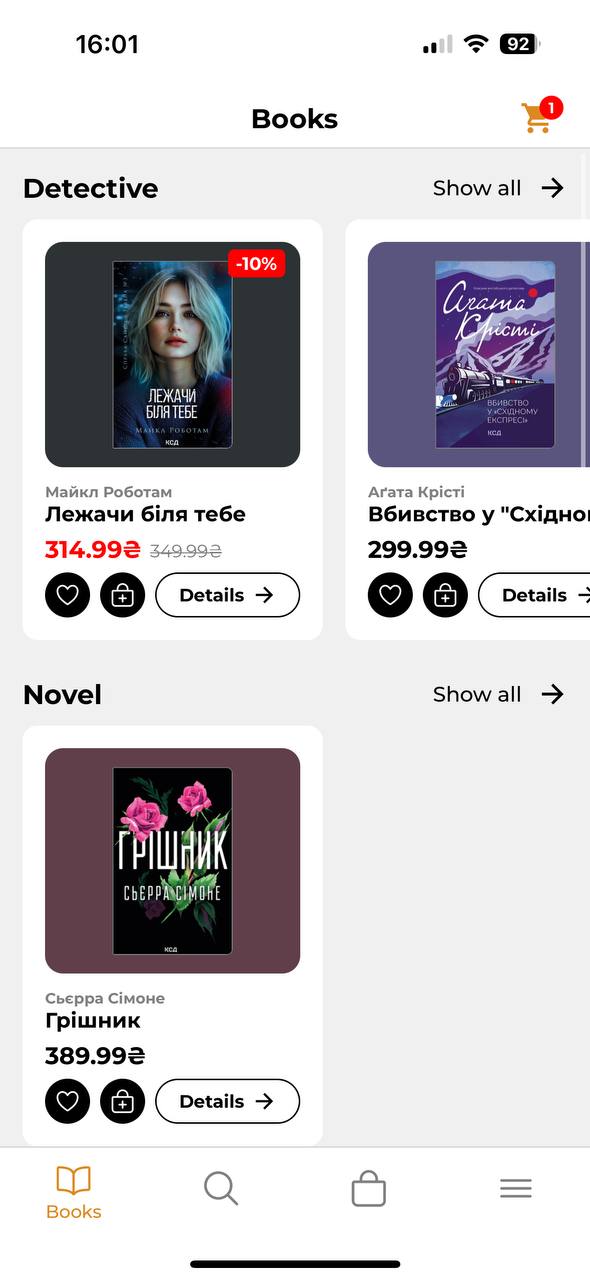 16:01
92
Books
1
Detective
Show all
-10%
ЛЕЖАЧИ
БІЛЯ ТЕБЕ
МАЙКЛ РОБОТАМ
КСД
Майкл Роботам
Лежачи біля тебе
314.99₴ 349.99₴
Details
Аґата
Крісті
ВБИВСТВО
У «СХІДНОМУ
ЕКСПРЕСІ»
КСД
Аґата Крісті
Вбивство у "Східно
299.99₴
Details
Novel
Show all
ГРІШНИК
СЬЄРРА СІМОНЕ
КСД
Сьєрра Сімоне
Грішник
389.99₴
Details
Books